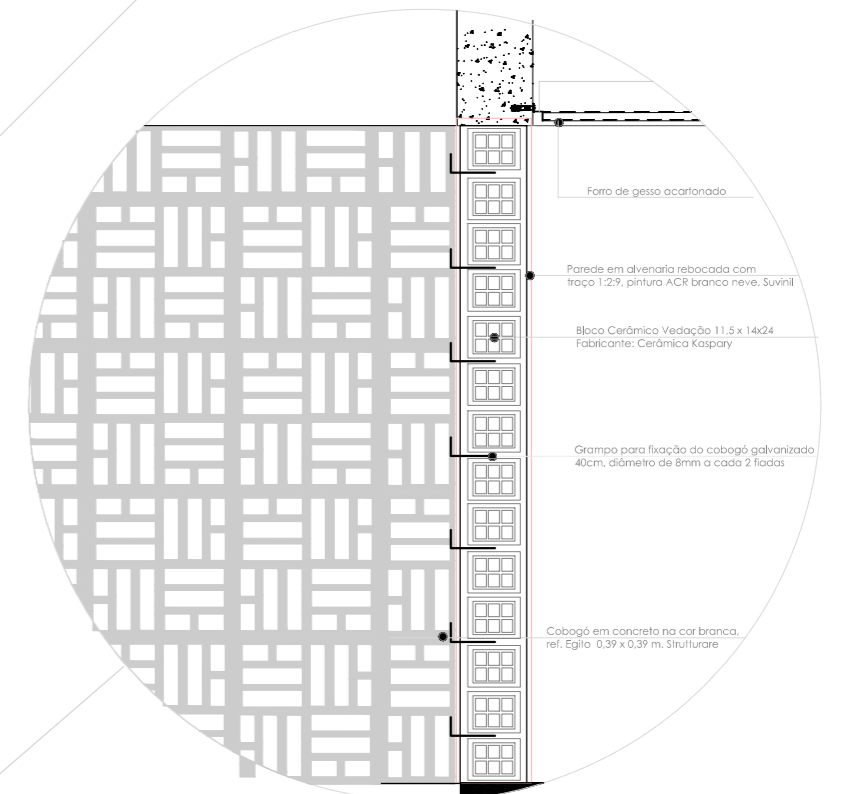 Forro de gesso acartonado
Parede em alvenaria rebocada com
traço 1:2:9, pintura ACR branco neve, Suvinil
Bloco Cerâmico Vedação 11,5 x 14x24
Fabricante: Cerâmica Kaspary
Grampo para fixação do cobogó galvanizado
40cm, diâmetro de 8mm a cada 2 fiadas
Cobogó em concreto na cor branca,
ref. Egito 0,39 x 0,39 m. Strutturare